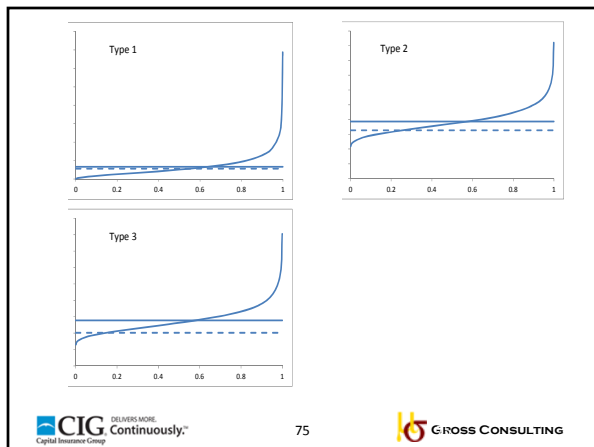 Type 1
0 0.2 0.4 0.6 0.8 1
Type 2
0 0.2 0.4 0.6 0.8 1
Type 3
0 0.2 0.4 0.6 0.8 1
CIG
DELIVERS MORE.
Continuously.™
Capital Insurance Group
75
GROSS CONSULTING